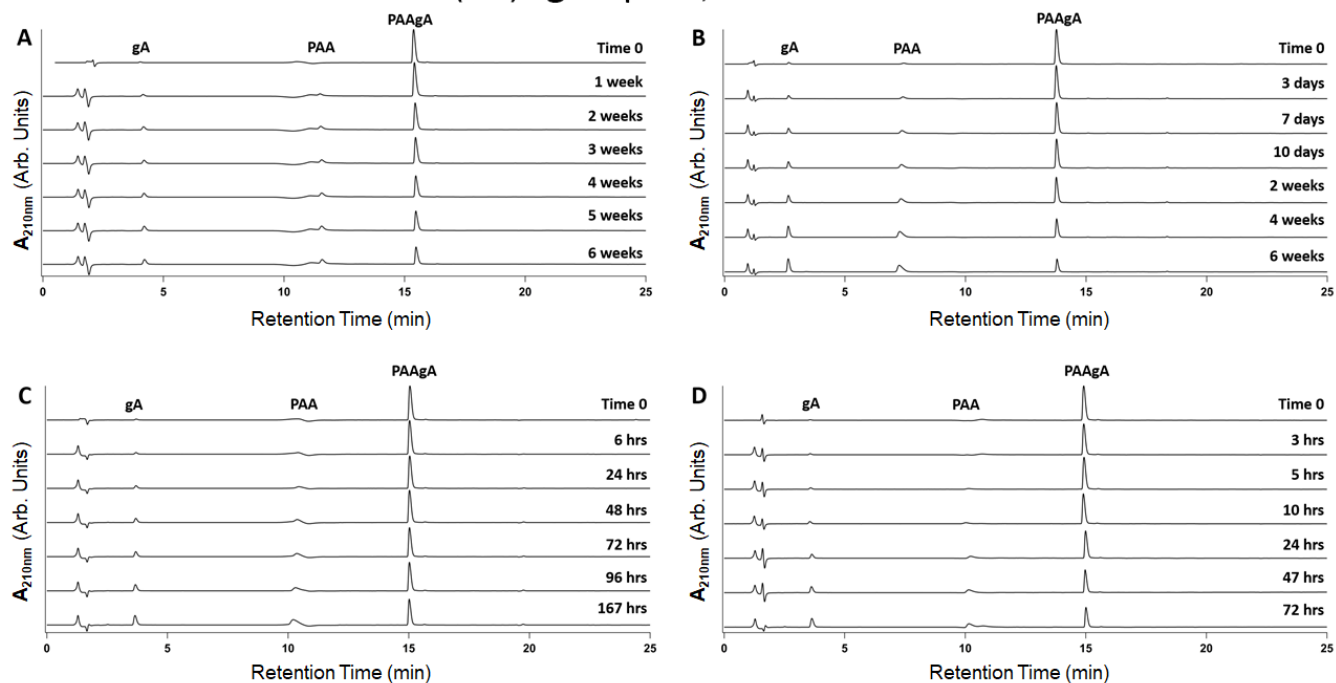 A
gA
PAA
PAAgA
Time 0
1 week
2 weeks
3 weeks
4 weeks
5 weeks
6 weeks
A210nm (Arb. Units)
0 5 10 15 20 25
Retention Time (min)
B
gA
PAA
PAAgA
Time 0
3 days
7 days
10 days
2 weeks
4 weeks
6 weeks
A210nm (Arb. Units)
0 5 10 15 20 25
Retention Time (min)
C
gA
PAA
PAAgA
Time 0
6 hrs
24 hrs
48 hrs
72 hrs
96 hrs
167 hrs
A210nm (Arb. Units)
0 5 10 15 20 25
Retention Time (min)
D
gA
PAA
PAAgA
Time 0
3 hrs
5 hrs
10 hrs
24 hrs
47 hrs
72 hrs
A210nm (Arb. Units)
0 5 10 15 20 25
Retention Time (min)